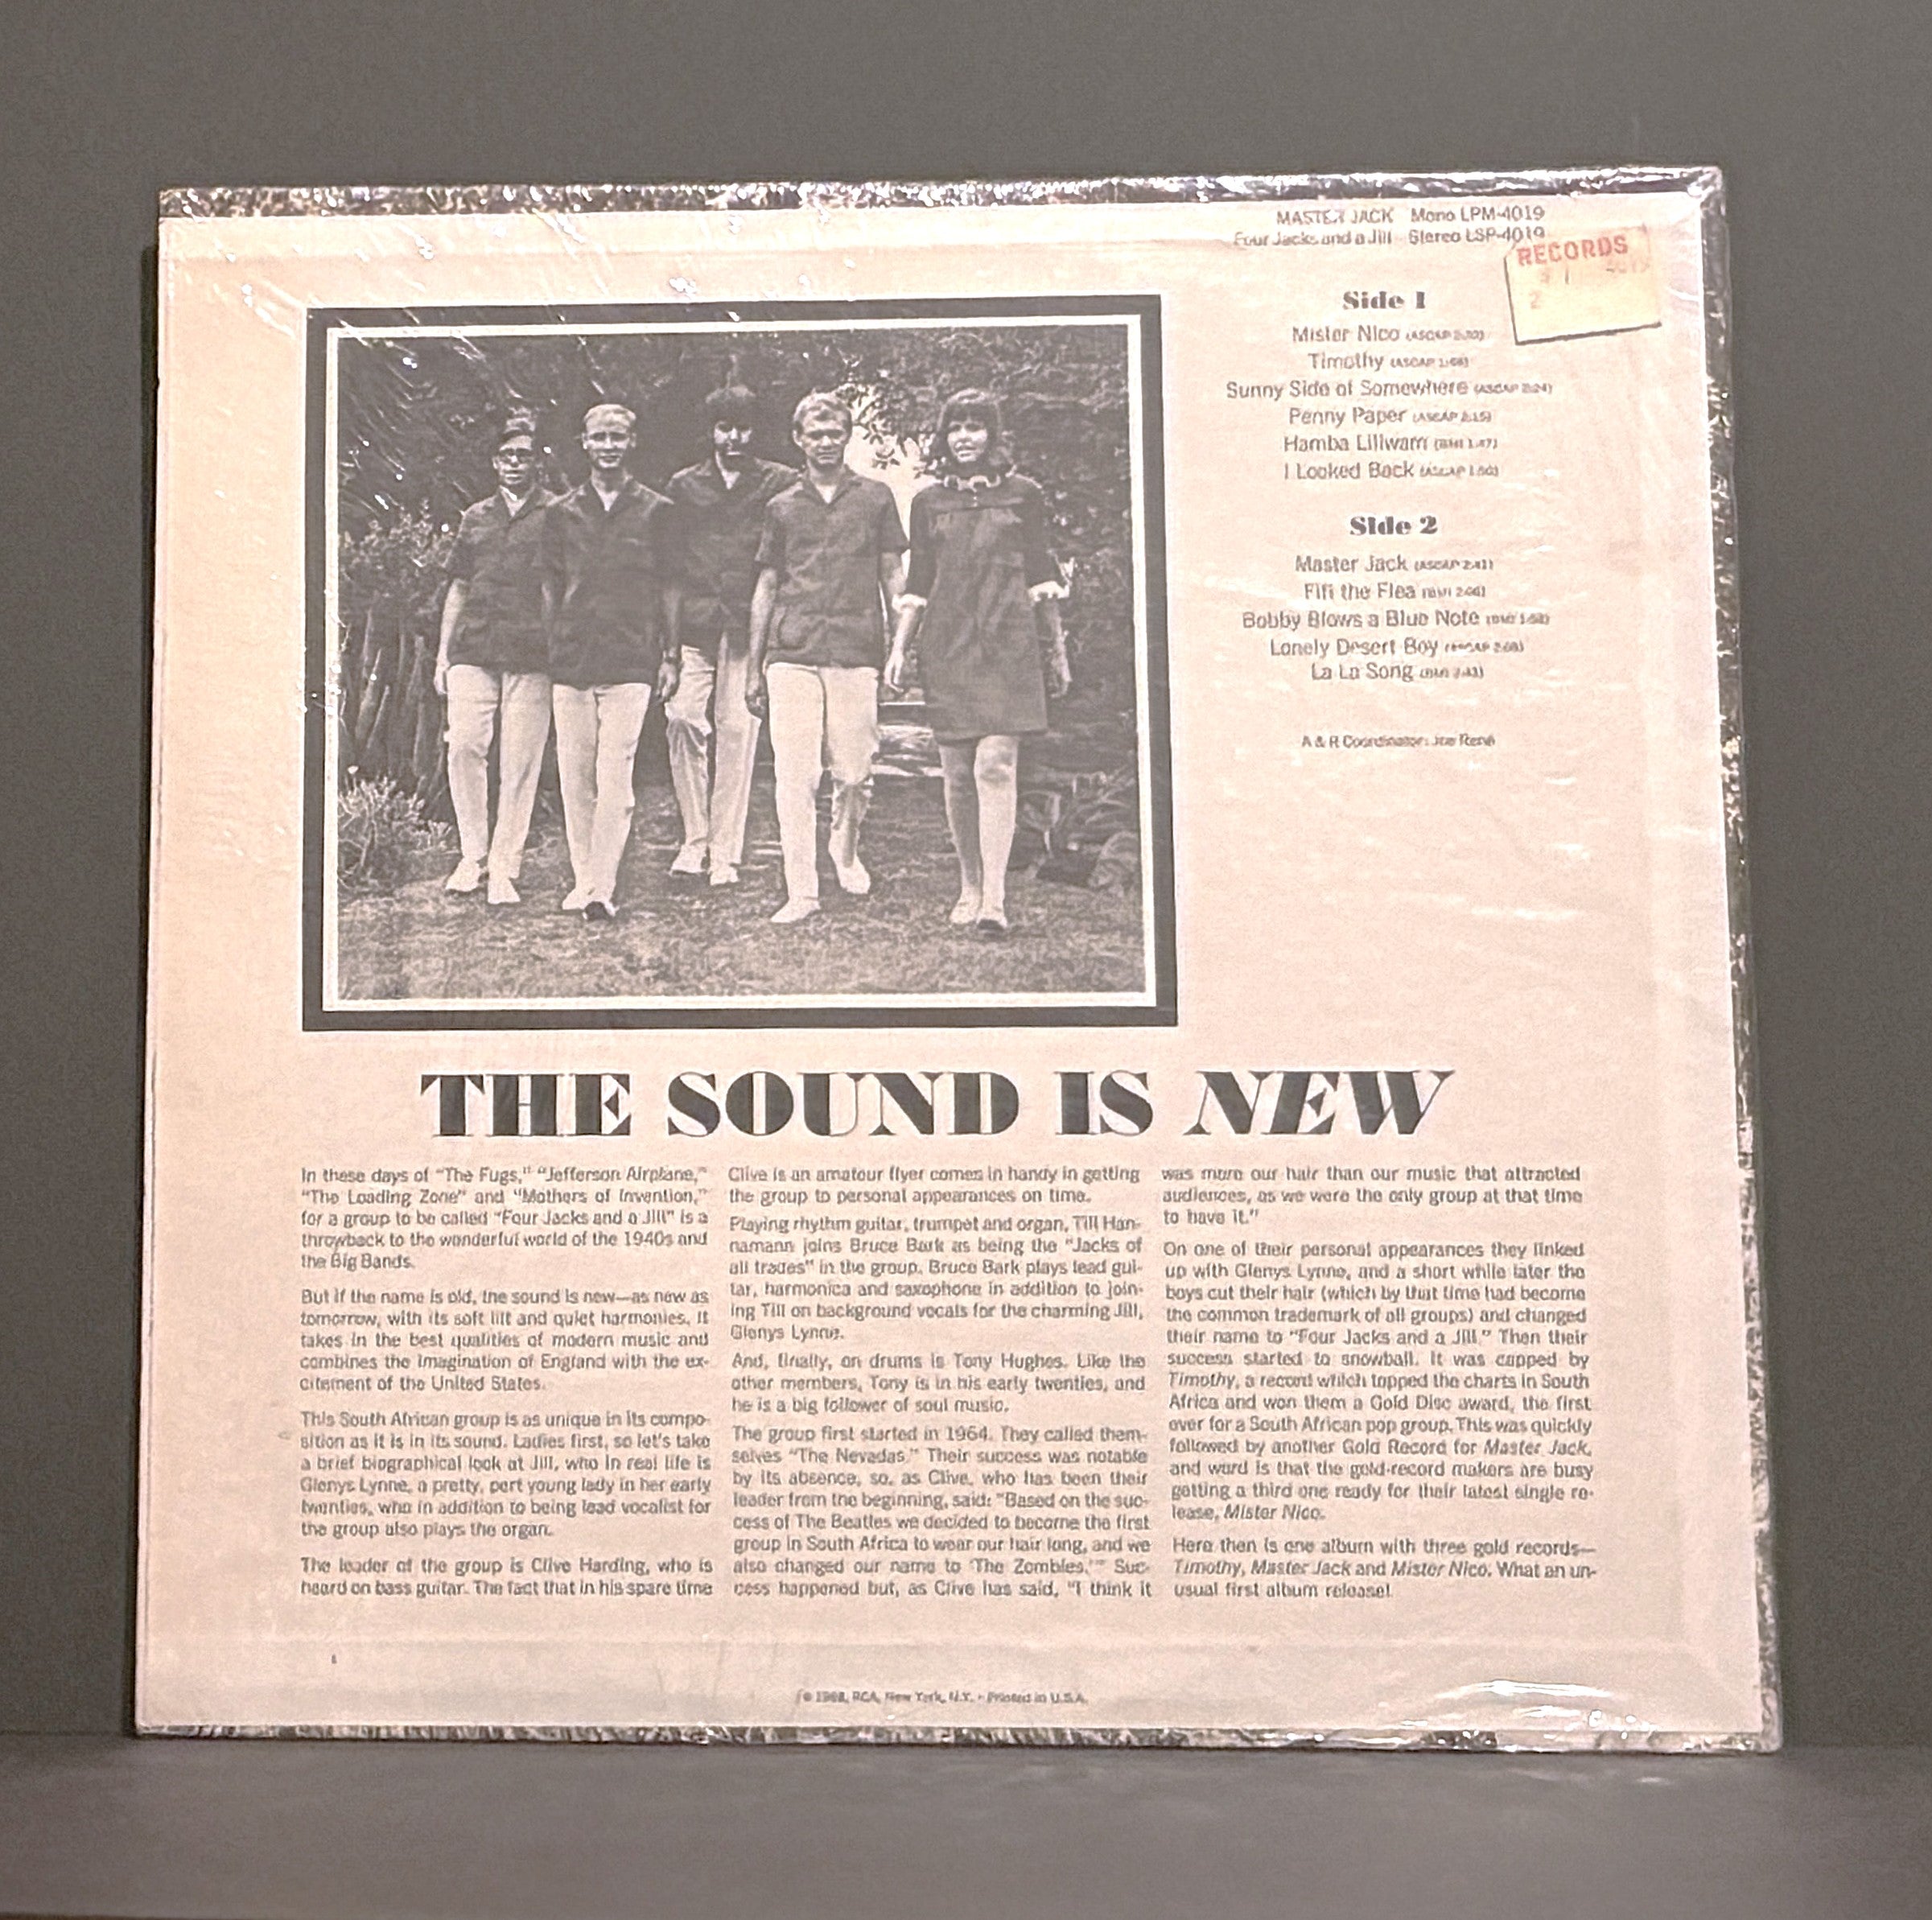 MASTER JACK Mono LPM-4019
Four Jacks and a Jill Stereo LSP-4019
RECORDS
Side 1
Mister Nico (ASCAP
Timothy (ASCAP
Sunny Side of Somewhere (ASCAP 2:24)
Penny Paper (ASCAP 2:15)
Hamba Liliwam (BMI 1:47)
I Looked Back (ASCAP
Side 2
Master Jack (ASCAP 2:41)
Fifi the Flea (BMI
Bobby Blows a Blue Note (BMI
Lonely Desert Boy (ASCAP
La La Song (BMI
A & R Coordinator: Joe René
THE SOUND IS NEW
In these days of "The Fugs," "Jefferson Airplane,"
"The Loading Zone" and "Mothers of Invention,"
for a group to be called "Four Jacks and a Jill" is a
throwback to the wonderful world of the 1940s and
the Big Bands.
But if the name is old, the sound is new—as new as
tomorrow, with its soft lilt and quiet harmonies. It
takes in the best qualities of modern music and
combines the imagination of England with the ex-
citement of the United States.
This South African group is as unique in its compo-
sition as it is in its sound. Ladies first, so let's take
a brief biographical look at Jill, who in real life is
Glenys Lynne, a pretty, pert young lady in her early
twenties, who in addition to being lead vocalist for
the group also plays the organ.
The leader of the group is Clive Harding, who is
heard on bass guitar. The fact that in his spare time
Clive is an amateur flyer comes in handy in getting
the group to personal appearances on time.
Playing rhythm guitar, trumpet and organ, Till Han-
namann joins Bruce Bark as being the "Jacks of
all trades" in the group. Bruce Bark plays lead gui-
tar, harmonica and saxophone in addition to join-
ing Till on background vocals for the charming Jill,
Glenys Lynne.
And, finally, on drums is Tony Hughes. Like the
other members, Tony is in his early twenties, and
he is a big follower of soul music.
The group first started in 1964. They called them-
selves "The Nevadas." Their success was notable
by its absence, so, as Clive, who has been their
leader from the beginning, said: "Based on the suc-
cess of The Beatles we decided to become the first
group in South Africa to wear our hair long, and we
also changed our name to 'The Zombies.'" Suc-
cess happened but, as Clive has said, "I think it
was more our hair than our music that attracted
audiences, as we were the only group at that time
to have it."
On one of their personal appearances they linked
up with Glenys Lynne, and a short while later the
boys cut their hair (which by that time had become
the common trademark of all groups) and changed
their name to "Four Jacks and a Jill." Then their
success started to snowball. It was capped by
Timothy, a record which topped the charts in South
Africa and won them a Gold Disc award, the first
ever for a South African pop group. This was quickly
followed by another Gold Record for Master Jack,
and word is that the gold-record makers are busy
getting a third one ready for their latest single re-
lease, Mister Nico.
Here then is one album with three gold records—
Timothy, Master Jack and Mister Nico. What an un-
usual first album release!
© 1968, RCA, New York, N.Y. • Printed in U.S.A.